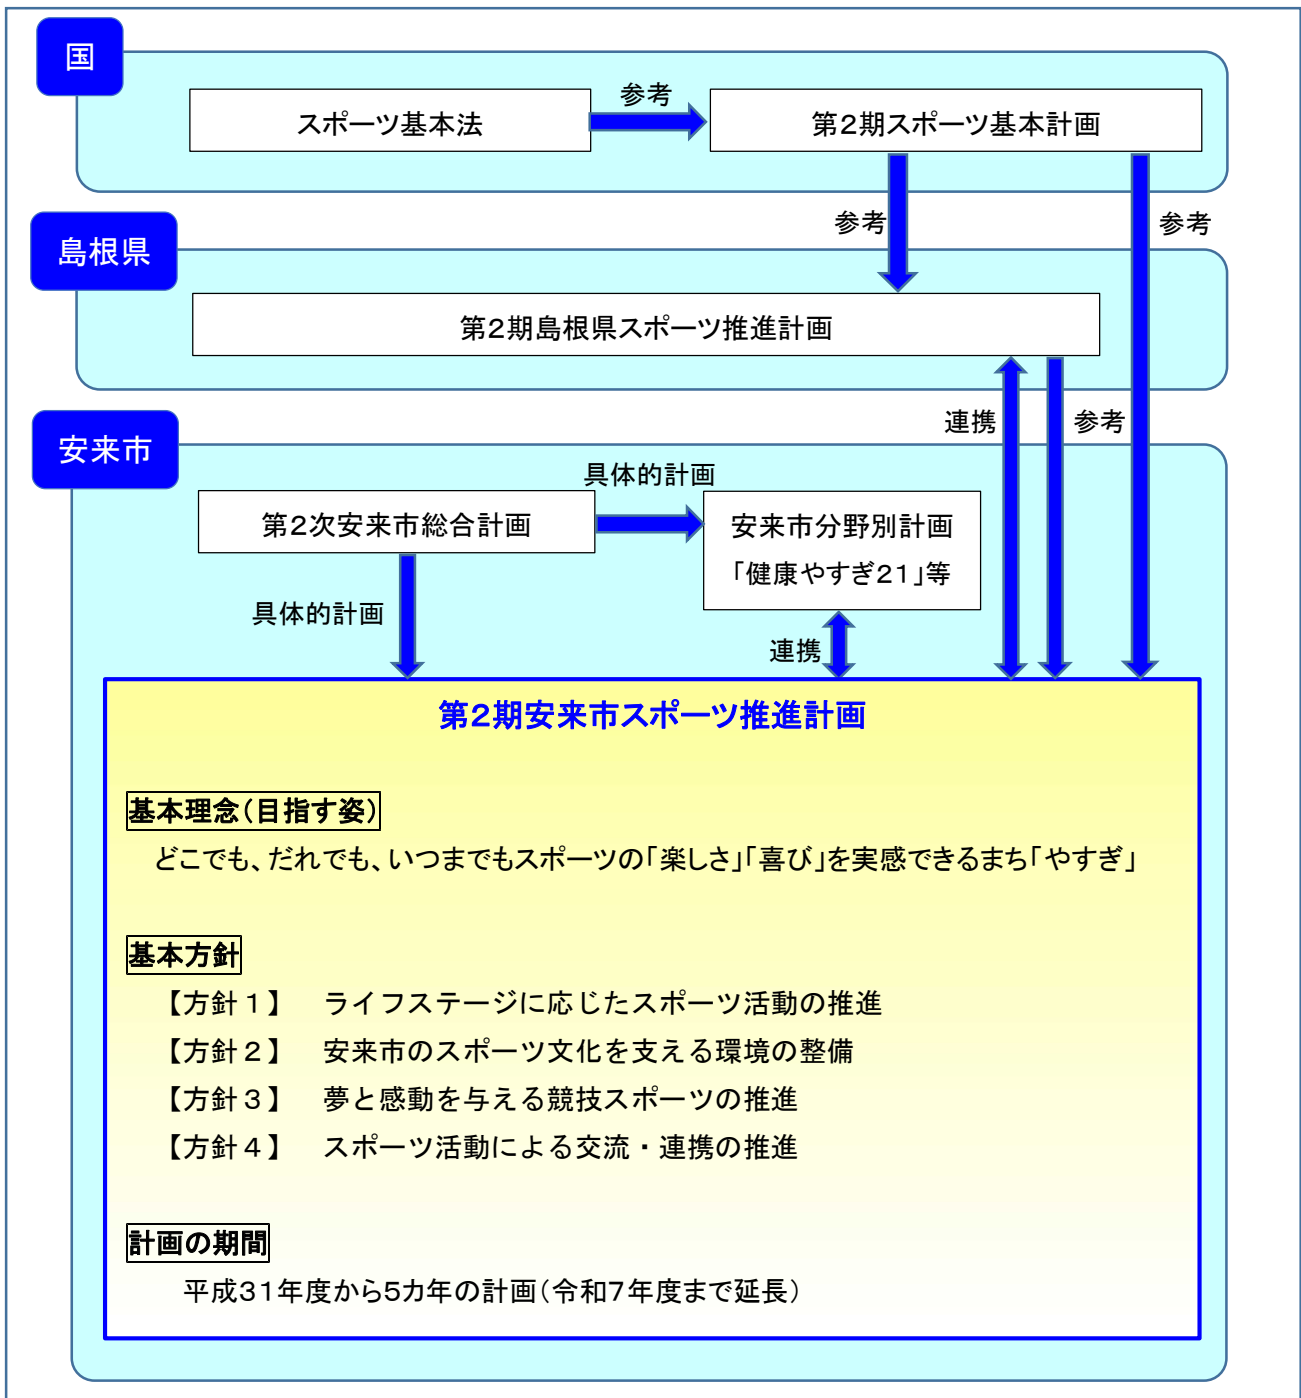 国
スポーツ基本法
参考
第2期スポーツ基本計画
参考
参考
島根県
第2期島根県スポーツ推進計画
連携
参考
安来市
具体的計画
第2次安来市総合計画
安来市分野別計画
「健康やすぎ21」等
具体的計画
連携
第2期安来市スポーツ推進計画
基本理念(目指す姿)
どこでも、だれでも、いつまでもスポーツの「楽しさ」「喜び」を実感できるまち「やすぎ」
基本方針
【方針１】 ライフステージに応じたスポーツ活動の推進
【方針２】 安来市のスポーツ文化を支える環境の整備
【方針３】 夢と感動を与える競技スポーツの推進
【方針４】 スポーツ活動による交流・連携の推進
計画の期間
平成31年度から5カ年の計画(令和7年度まで延長)